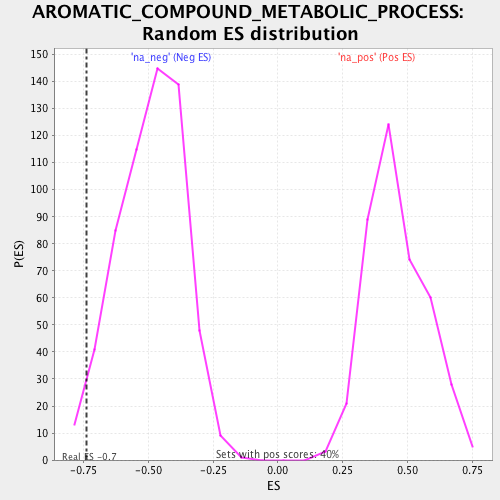 AROMATIC_COMPOUND_METABOLIC_PROCESS:
Random ES distribution
'na_neg' (Neg ES) 'na_pos' (Pos ES)
150
140
130
120
110
100
90
80
70
60
50
40
30
20
10
0
P(ES)
Real ES -0.7
Sets with pos scores: 40%
-0.75 -0.50 -0.25 0.00 0.25 0.50 0.75
ES